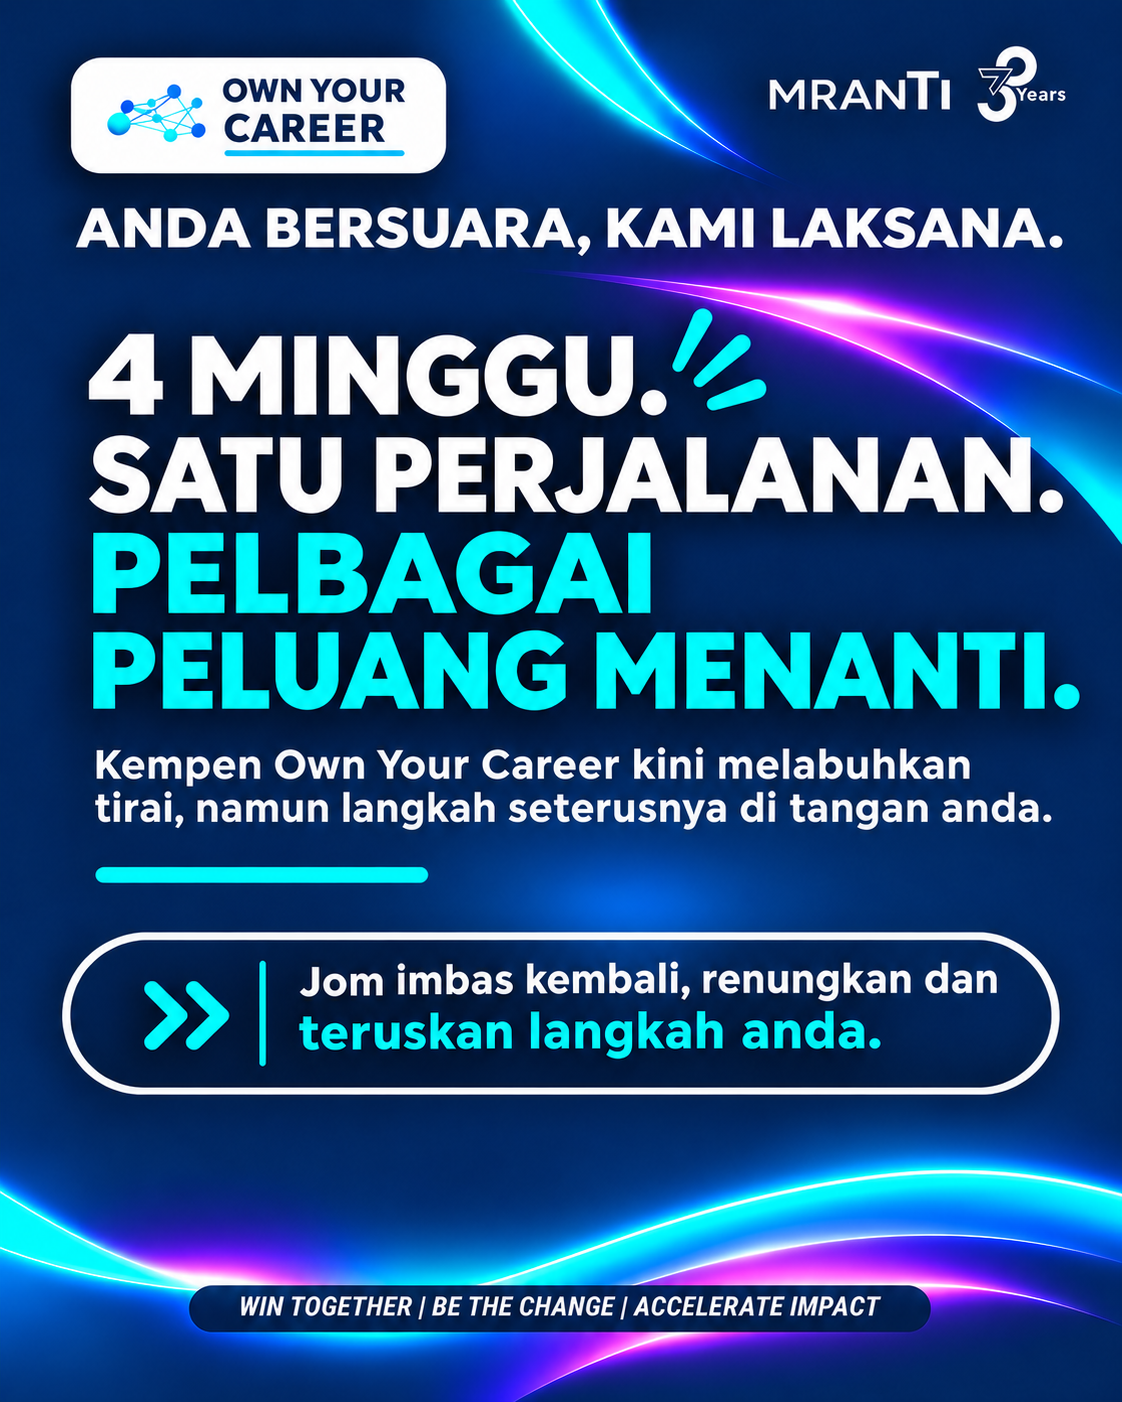 OWN YOUR
CAREER
MRANTI
73 Years
ANDA BERSUARA, KAMI LAKSANA.
4 MINGGU.
SATU PERJALANAN.
PELBAGAI
PELUANG MENANTI.
Kempen Own Your Career kini melabuhkan
tirai, namun langkah seterusnya di tangan anda.
Jom imbas kembali, renungkan dan
teruskan langkah anda.
WIN TOGETHER | BE THE CHANGE | ACCELERATE IMPACT